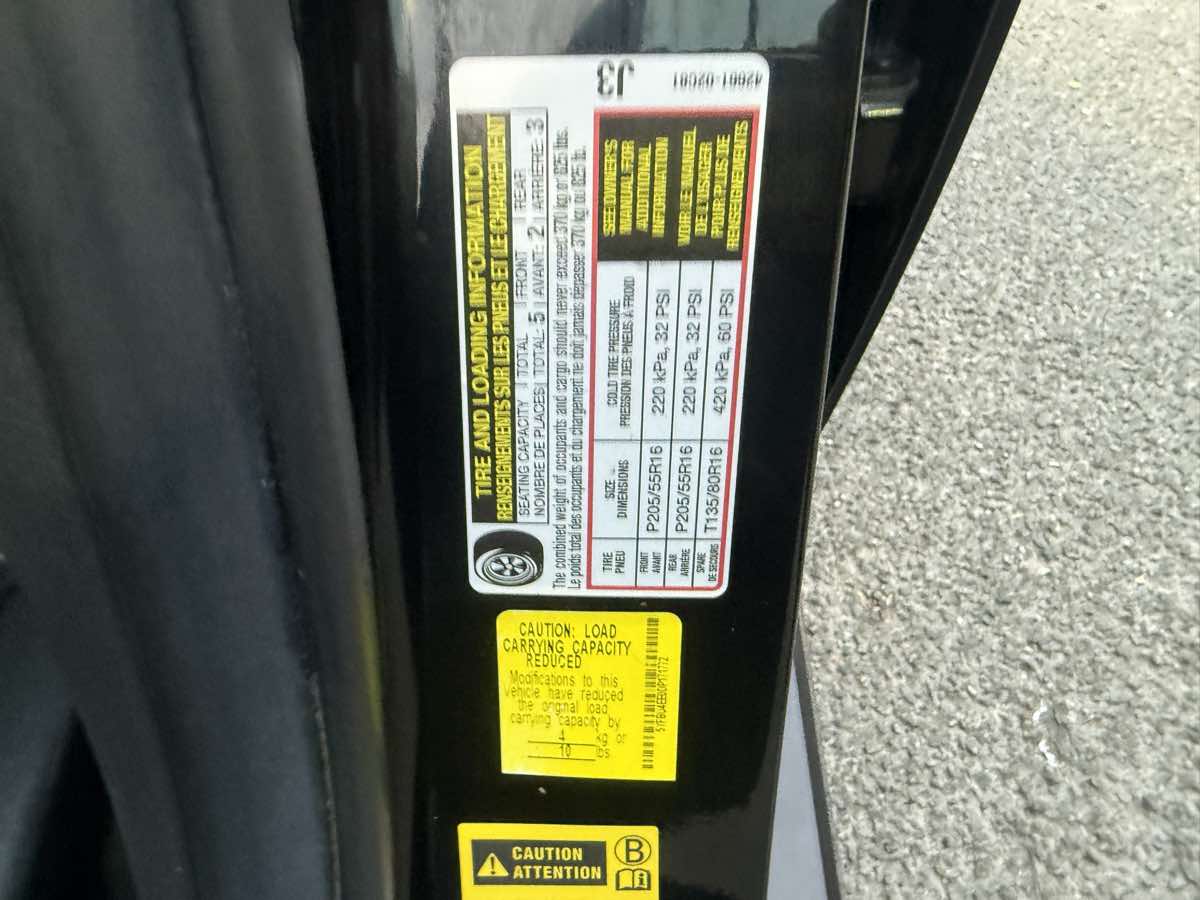 TIRE AND LOADING INFORMATION
RENSEIGNEMENTS SUR LES PNEUS ET LE CHARGEMENT
SEATING CAPACITY TOTAL FRONT REAR
NOMBRE DE PLACES TOTAL: 5 AVANT: 2 ARRIÈRE: 3
The combined weight of occupants and cargo should never exceed 370 kg or 825 lbs.
Le poids total des occupants et du chargement ne doit jamais dépasser 370 kg ou 825 lb.
TIRE
PNEU
SIZE
DIMENSIONS
COLD TIRE PRESSURE
PRESSION DES PNEUS À FROID
FRONT
AVANT
P205/55R16
220 kPa, 32 PSI
REAR
ARRIÈRE
P205/55R16
220 kPa, 32 PSI
SPARE
DE SECOURS
T135/80R16
420 kPa, 60 PSI
SEE OWNER'S
MANUAL FOR
ADDITIONAL
INFORMATION
VOIR LE MANUEL
DE L'USAGER
POUR PLUS DE
RENSEIGNEMENTS
J3
42661-02C81
CAUTION: LOAD
CARRYING CAPACITY
REDUCED
Modifications to this
vehicle have reduced
the original load
carrying capacity by
4 kg or
10 lbs
CAUTION
ATTENTION
B